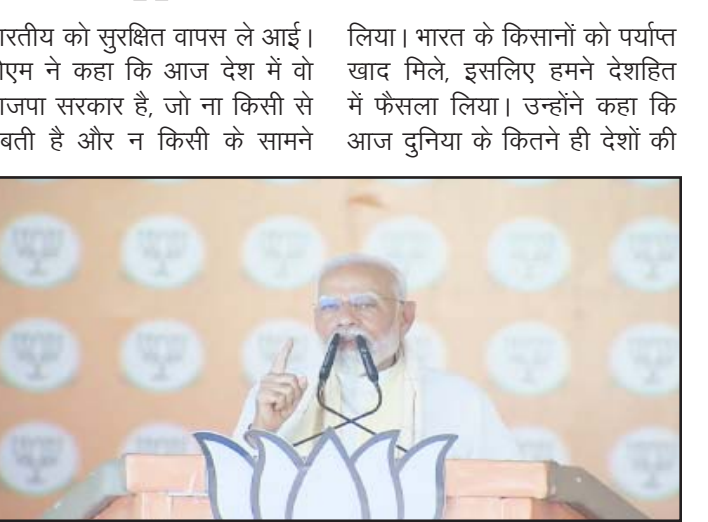 ारतीय को सुरक्षित वापस ले आई।
ीएम ने कहा कि आज देश में वो
ाजपा सरकार है, जो ना किसी से
बती है और न किसी के सामने
लिया। भारत के किसानों को पर्याप्त
खाद मिले, इसलिए हमने देशहित
में फैसला लिया। उन्होंने कहा कि
आज दुनिया के कितने ही देशों की